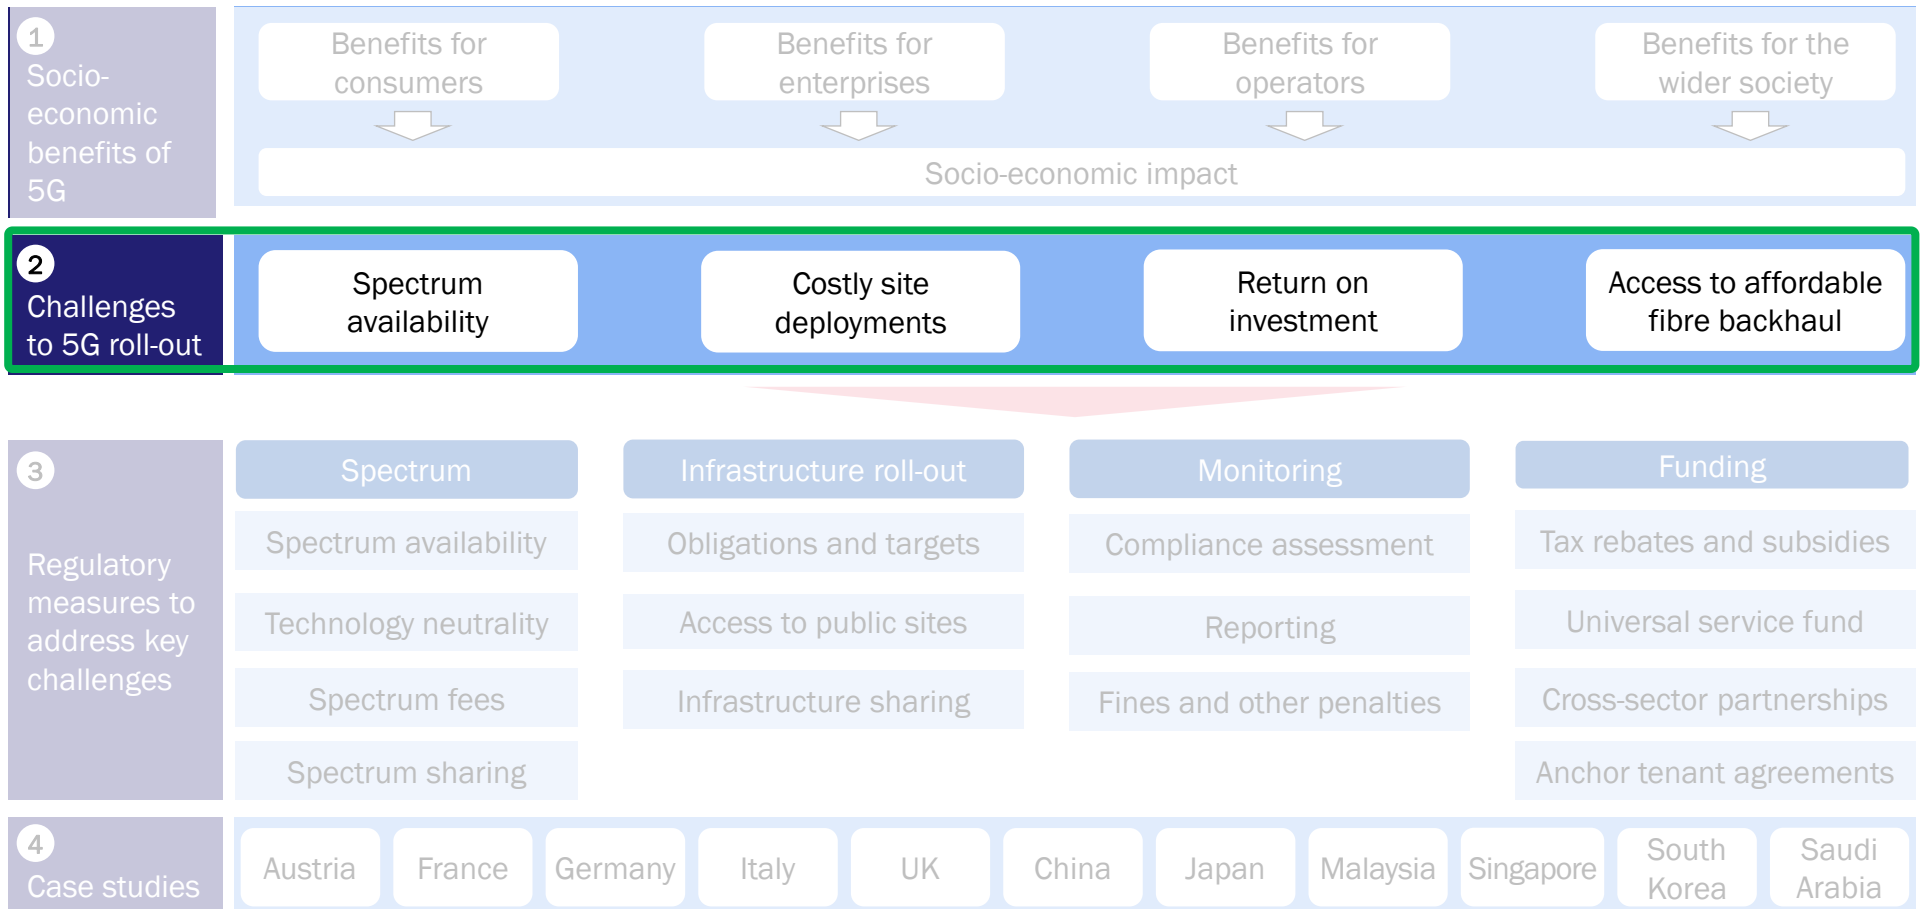 1
Socio-
economic
benefits of
5G
Benefits for
consumers
Benefits for
enterprises
Benefits for
operators
Benefits for the
wider society
Socio-economic impact
2
Challenges
to 5G roll-out
Spectrum
availability
Costly site
deployments
Return on
investment
Access to affordable
fibre backhaul
3
Regulatory
measures to
address key
challenges
Spectrum
Spectrum availability
Technology neutrality
Spectrum fees
Spectrum sharing
Infrastructure roll-out
Obligations and targets
Access to public sites
Infrastructure sharing
Monitoring
Compliance assessment
Reporting
Fines and other penalties
Funding
Tax rebates and subsidies
Universal service fund
Cross-sector partnerships
Anchor tenant agreements
4
Case studies
Austria
France
Germany
Italy
UK
China
Japan
Malaysia
Singapore
South
Korea
Saudi
Arabia